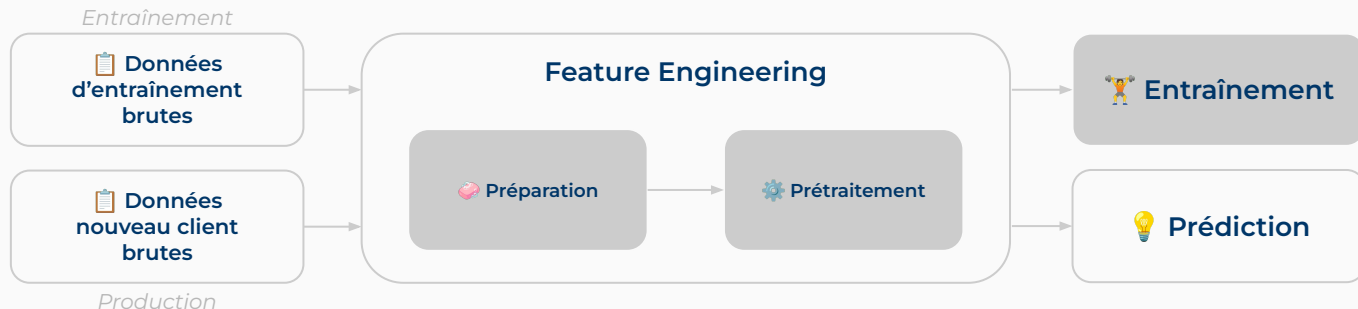 Entraînement
📋 Données
d’entraînement
brutes
📋 Données
nouveau client
brutes
Production
Feature Engineering
🧼 Préparation
⚙️ Prétraitement
🏋️ Entraînement
💡 Prédiction